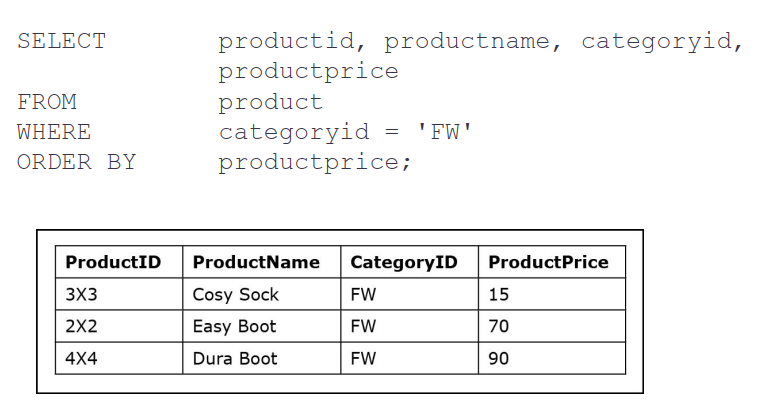 SELECT productid, productname, categoryid,
productprice
FROM product
WHERE categoryid = 'FW'
ORDER BY productprice;
ProductID ProductName CategoryID ProductPrice
3X3 Cosy Sock FW 15
2X2 Easy Boot FW 70
4X4 Dura Boot FW 90